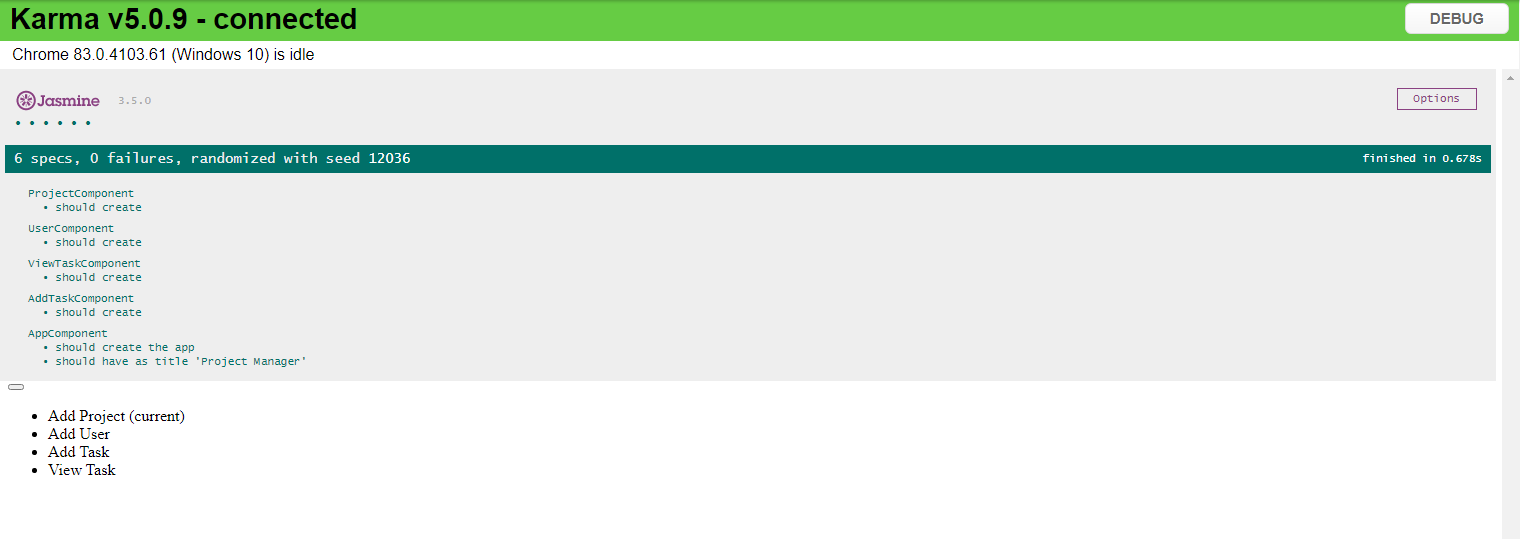 Karma v5.0.9 - connected
DEBUG
Chrome 83.0.4103.61 (Windows 10) is idle
Jasmine 3.5.0
Options
6 specs, 0 failures, randomized with seed 12036
finished in 0.678s
ProjectComponent
• should create
UserComponent
• should create
ViewTaskComponent
• should create
AddTaskComponent
• should create
AppComponent
• should create the app
• should have as title 'Project Manager'
• Add Project (current)
• Add User
• Add Task
• View Task